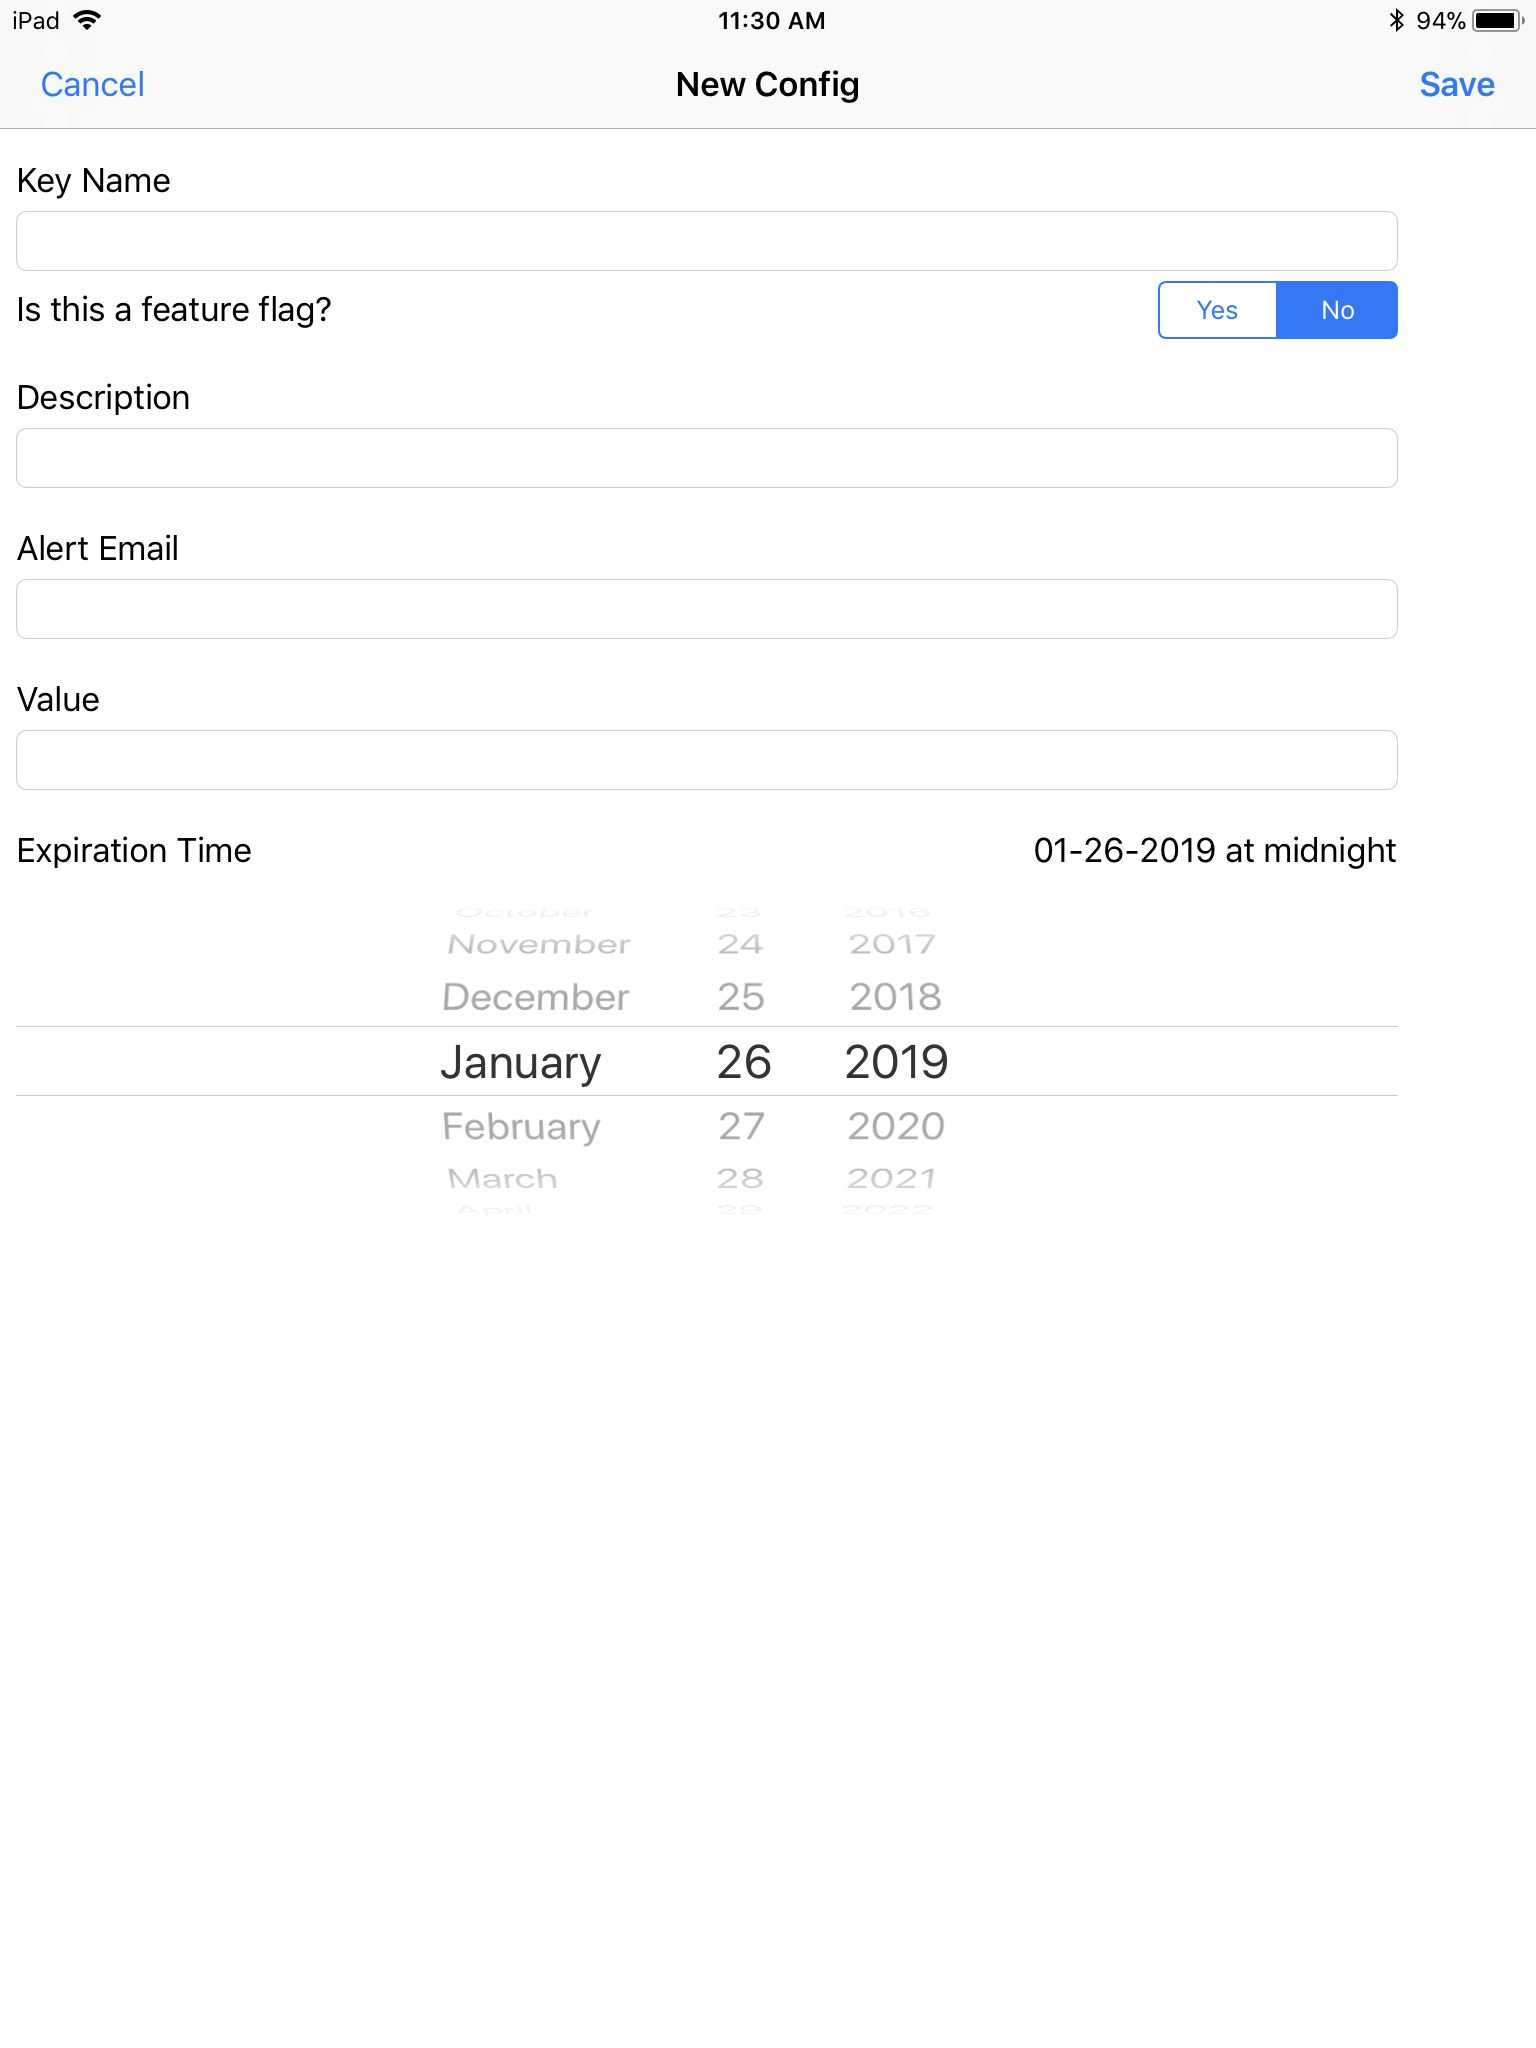 iPad 11:30 AM 94%
Cancel New Config Save
Key Name
Is this a feature flag? Yes No
Description
Alert Email
Value
Expiration Time 01-26-2019 at midnight
October 23 2016
November 24 2017
December 25 2018
January 26 2019
February 27 2020
March 28 2021
April 29 2022